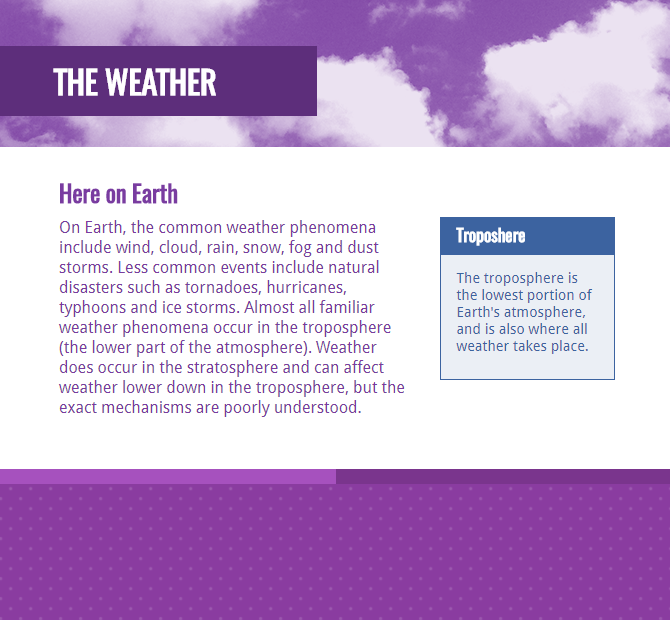 THE WEATHER
Here on Earth
On Earth, the common weather phenomena
include wind, cloud, rain, snow, fog and dust
storms. Less common events include natural
disasters such as tornadoes, hurricanes,
typhoons and ice storms. Almost all familiar
weather phenomena occur in the troposphere
(the lower part of the atmosphere). Weather
does occur in the stratosphere and can affect
weather lower down in the troposphere, but the
exact mechanisms are poorly understood.
Troposhere
The troposphere is
the lowest portion of
Earth's atmosphere,
and is also where all
weather takes place.